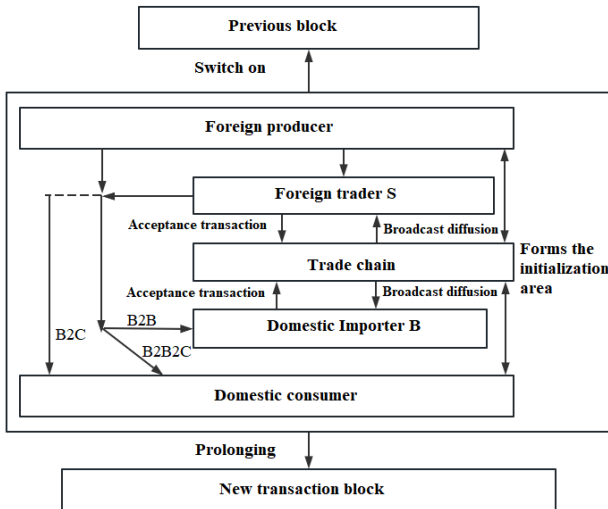 Previous block
Switch on
Foreign producer
Foreign trader S
Acceptance transaction
Broadcast diffusion
Trade chain
Forms the
initialization
area
Acceptance transaction
Broadcast diffusion
B2B
Domestic Importer B
B2C
B2B2C
Domestic consumer
Prolonging
New transaction block